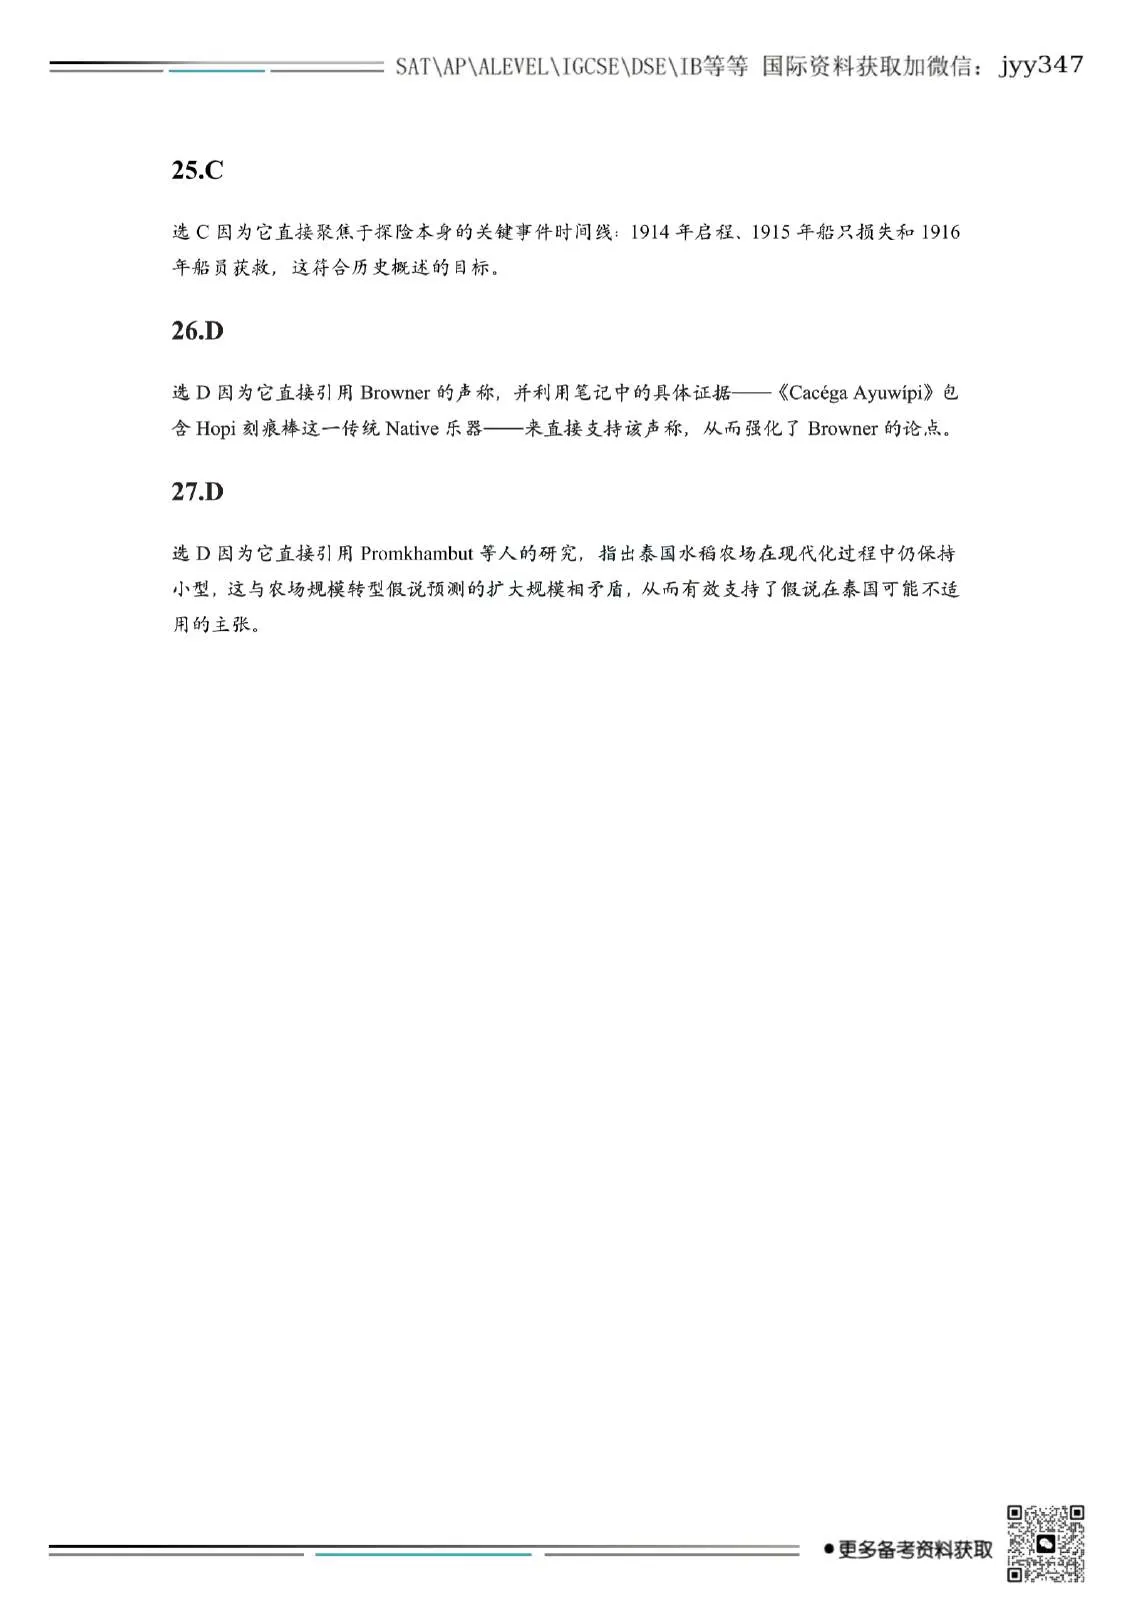 SAT\AP\ALEVEL\IGCSE\DSE\IB等等 国际资料获取加微信：jyy347
25.C
选 C 因为它直接聚焦于探险本身的关键事件时间线：1914 年启程、1915 年船只损失和 1916
年船员获救，这符合历史概述的目标。
26.D
选 D 因为它直接引用 Browner 的声称，并利用笔记中的具体证据——《Cacéga Ayuwípi》包
含 Hopi 刻痕棒这一传统 Native 乐器——来直接支持该声称，从而强化了 Browner 的论点。
27.D
选 D 因为它直接引用 Promkhambut 等人的研究，指出泰国水稻农场在现代化过程中仍保持
小型，这与农场规模转型假说预测的扩大规模相矛盾，从而有效支持了假说在泰国可能不适
用的主张。
●更多备考资料获取